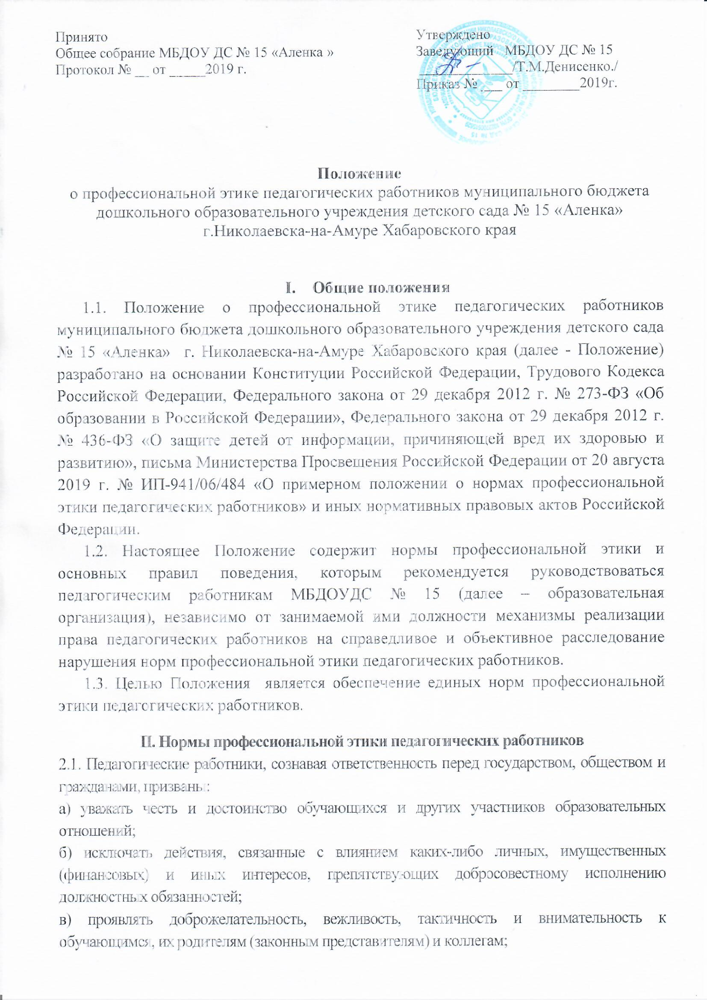 Принято
Общее собрание МБДОУ ДС № 15 «Аленка »
Протокол № __ от _____2019 г.
Утверждено
Заведующий МБДОУ ДС № 15
_____________/Т.М.Денисенко./
Приказ № ___ от ________2019г.
Положение
о профессиональной этике педагогических работников муниципального бюджета
дошкольного образовательного учреждения детского сада № 15 «Аленка»
г.Николаевска-на-Амуре Хабаровского края
I. Общие положения
1.1. Положение о профессиональной этике педагогических работников
муниципального бюджета дошкольного образовательного учреждения детского сада
№ 15 «Аленка» г. Николаевска-на-Амуре Хабаровского края (далее - Положение)
разработано на основании Конституции Российской Федерации, Трудового Кодекса
Российской Федерации, Федерального закона от 29 декабря 2012 г. № 273-ФЗ «Об
образовании в Российской Федерации», Федерального закона от 29 декабря 2012 г.
№ 436-ФЗ «О защите детей от информации, причиняющей вред их здоровью и
развитию», письма Министерства Просвещения Российской Федерации от 20 августа
2019 г. № ИП-941/06/484 «О примерном положении о нормах профессиональной
этики педагогических работников» и иных нормативных правовых актов Российской
Федерации.
1.2. Настоящее Положение содержит нормы профессиональной этики и
основных правил поведения, которым рекомендуется руководствоваться
педагогическим работникам МБДОУДС № 15 (далее – образовательная
организация), независимо от занимаемой ими должности механизмы реализации
права педагогических работников на справедливое и объективное расследование
нарушения норм профессиональной этики педагогических работников.
1.3. Целью Положения является обеспечение единых норм профессиональной
этики педагогических работников.
II. Нормы профессиональной этики педагогических работников
2.1. Педагогические работники, сознавая ответственность перед государством, обществом и
гражданами, призваны:
а) уважать честь и достоинство обучающихся и других участников образовательных
отношений;
б) исключать действия, связанные с влиянием каких-либо личных, имущественных
(финансовых) и иных интересов, препятствующих добросовестному исполнению
должностных обязанностей;
в) проявлять доброжелательность, вежливость, тактичность и внимательность к
обучающимся, их родителям (законным представителям) и коллегам;